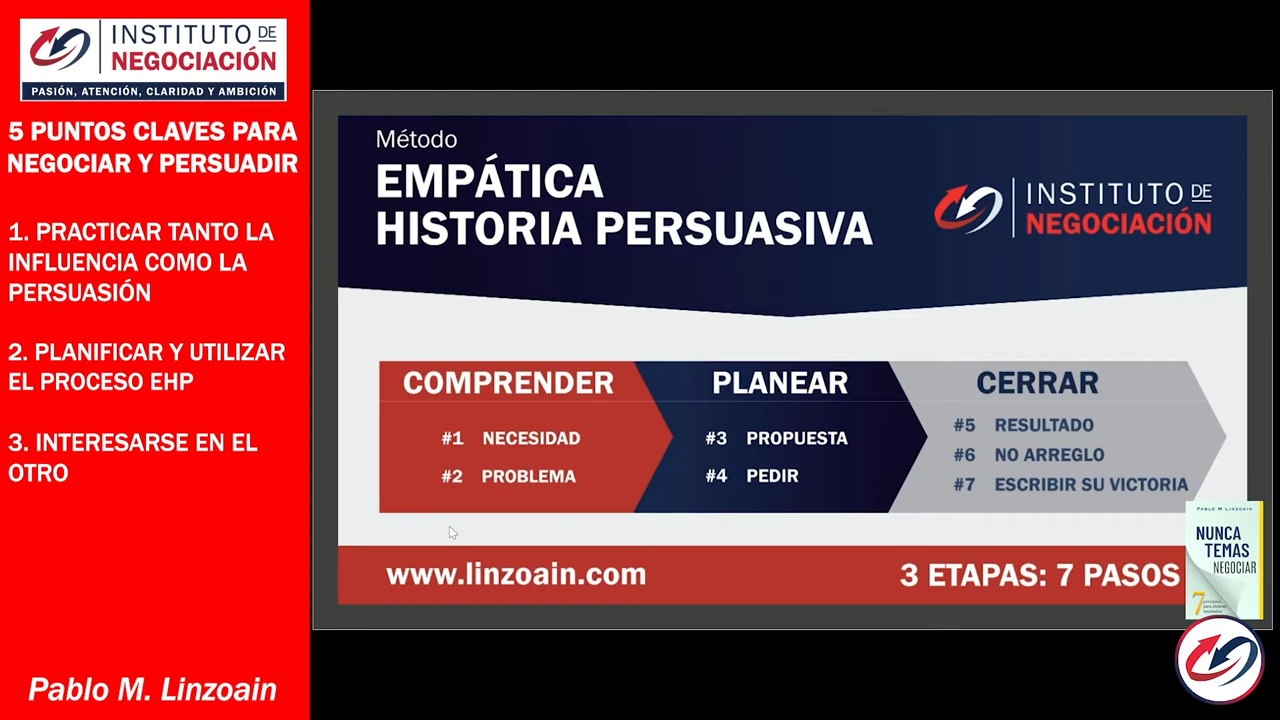 INSTITUTO DE
NEGOCIACIÓN
PASIÓN, ATENCIÓN, CLARIDAD Y AMBICIÓN
5 PUNTOS CLAVES PARA
NEGOCIAR Y PERSUADIR
1. PRACTICAR TANTO LA
INFLUENCIA COMO LA
PERSUASIÓN
2. PLANIFICAR Y UTILIZAR
EL PROCESO EHP
3. INTERESARSE EN EL
OTRO
Pablo M. Linzoain
Método
EMPÁTICA
HISTORIA PERSUASIVA
INSTITUTO DE
NEGOCIACIÓN
COMPRENDER
#1 NECESIDAD
#2 PROBLEMA
PLANEAR
#3 PROPUESTA
#4 PEDIR
CERRAR
#5 RESULTADO
#6 NO ARREGLO
#7 ESCRIBIR SU VICTORIA
www.linzoain.com
3 ETAPAS: 7 PASOS
PABLO M LINZOAIN
NUNCA
TEMAS
NEGOCIAR
7